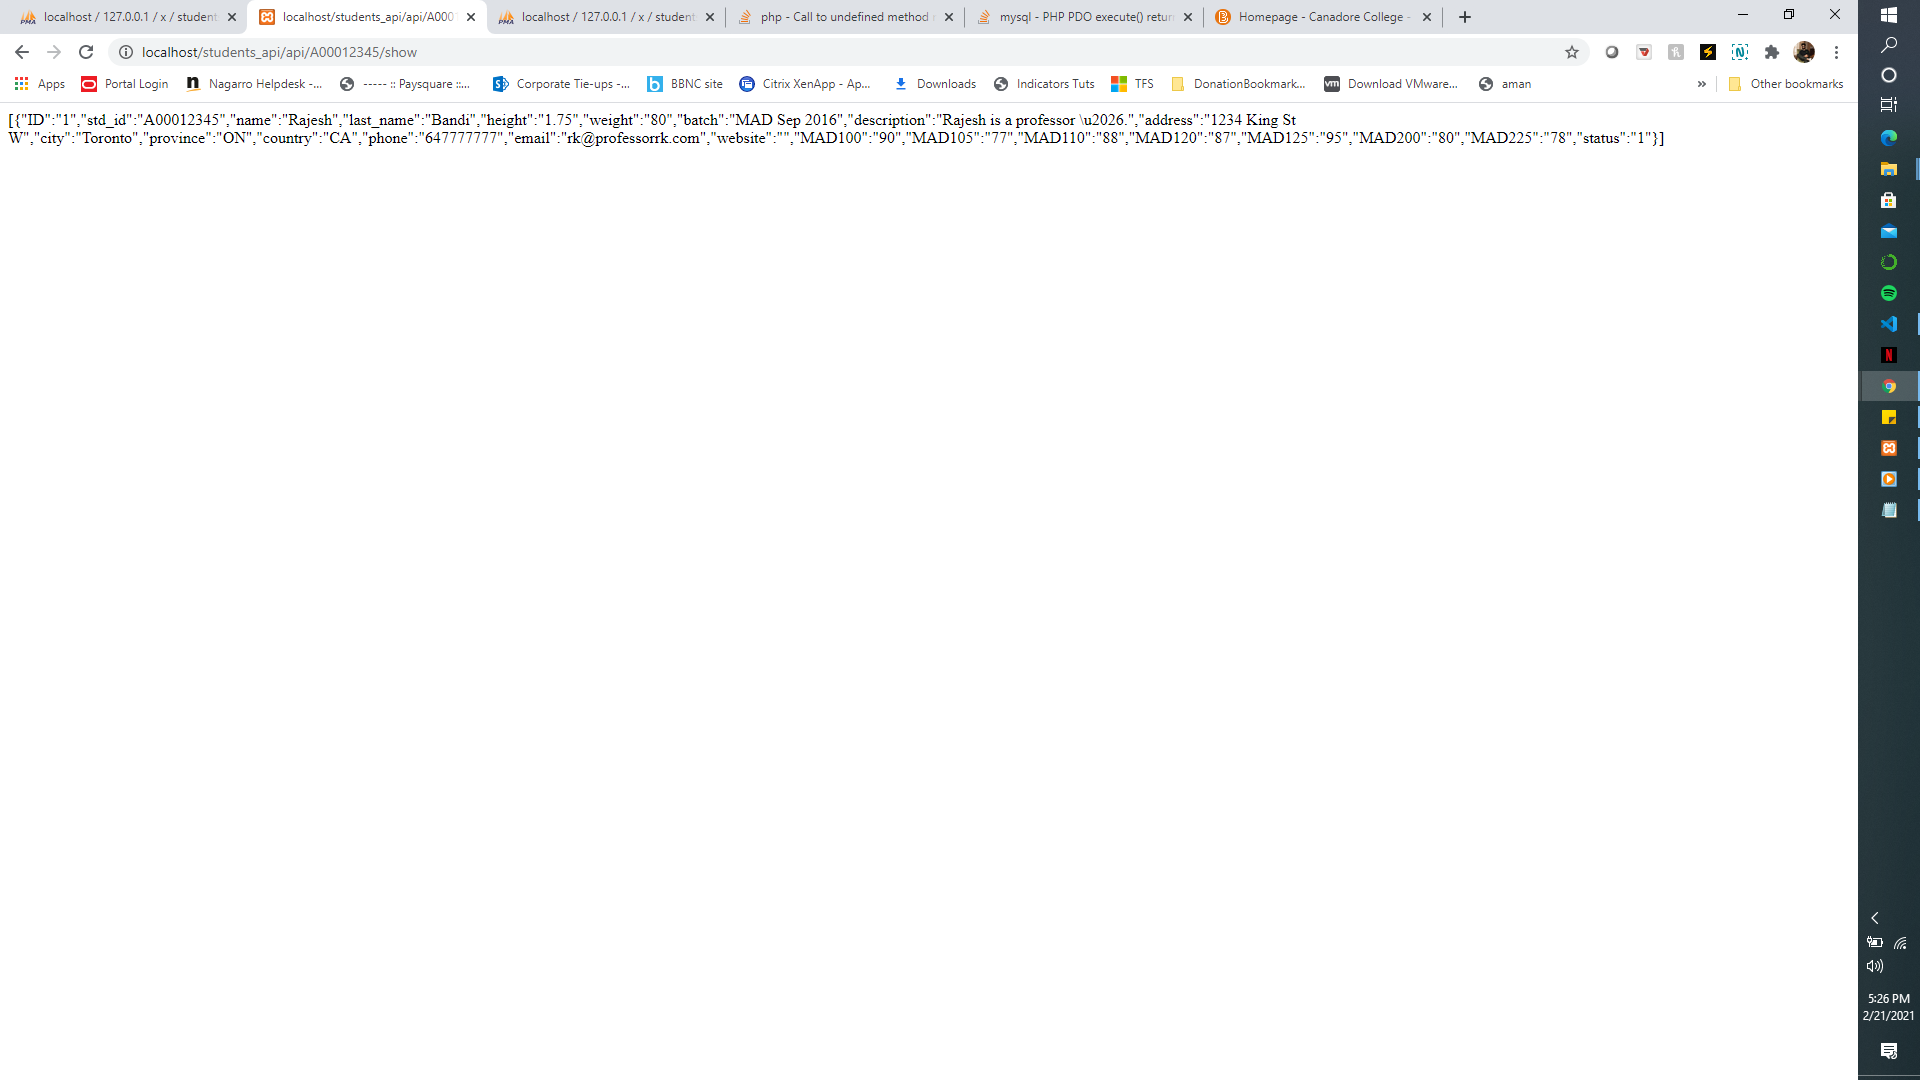 localhost / 127.0.0.1 / x / student
localhost/students_api/api/A0001
localhost / 127.0.0.1 / x / student
php - Call to undefined method
mysql - PHP PDO execute() retur
Homepage - Canadore College -
localhost/students_api/api/A00012345/show
Apps
Portal Login
Nagarro Helpdesk -...
----- :: Paysquare ::...
Corporate Tie-ups -...
BBNC site
Citrix XenApp - Ap...
Downloads
Indicators Tuts
TFS
DonationBookmark...
Download VMware...
aman
»
Other bookmarks
[{"ID":"1","std_id":"A00012345","name":"Rajesh","last_name":"Bandi","height":"1.75","weight":"80","batch":"MAD Sep 2016","description":"Rajesh is a professor \u2026.","address":"1234 King St
W","city":"Toronto","province":"ON","country":"CA","phone":"647777777","email":"rk@professorrk.com","website":"","MAD100":"90","MAD105":"77","MAD110":"88","MAD120":"87","MAD125":"95","MAD200":"80","MAD225":"78","status":"1"}]
5:26 PM
2/21/2021